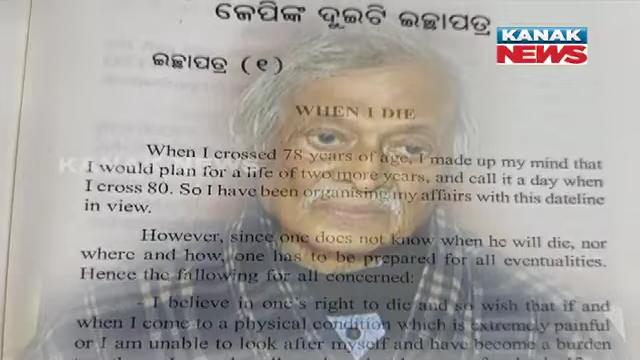 କେପିଙ୍କ ଦୁଇଟି ଇଚ୍ଛାପତ୍ର
KANAK
NEWS
ଇଚ୍ଛାପତ୍ର (୧)
WHEN I DIE
When I crossed 78 years of age, I made up my mind that
I would plan for a life of two more years, and call it a day when
I cross 80. So I have been organising my affairs with this dateline
in view.
However, since one does not know when he will die, nor
where and how, one has to be prepared for all eventualities.
Hence the fallowing for all concerned:
- I believe in one's right to die and so wish that if and
when I come to a physical condition which is extremely painful
or I am unable to look after myself and have become a burden